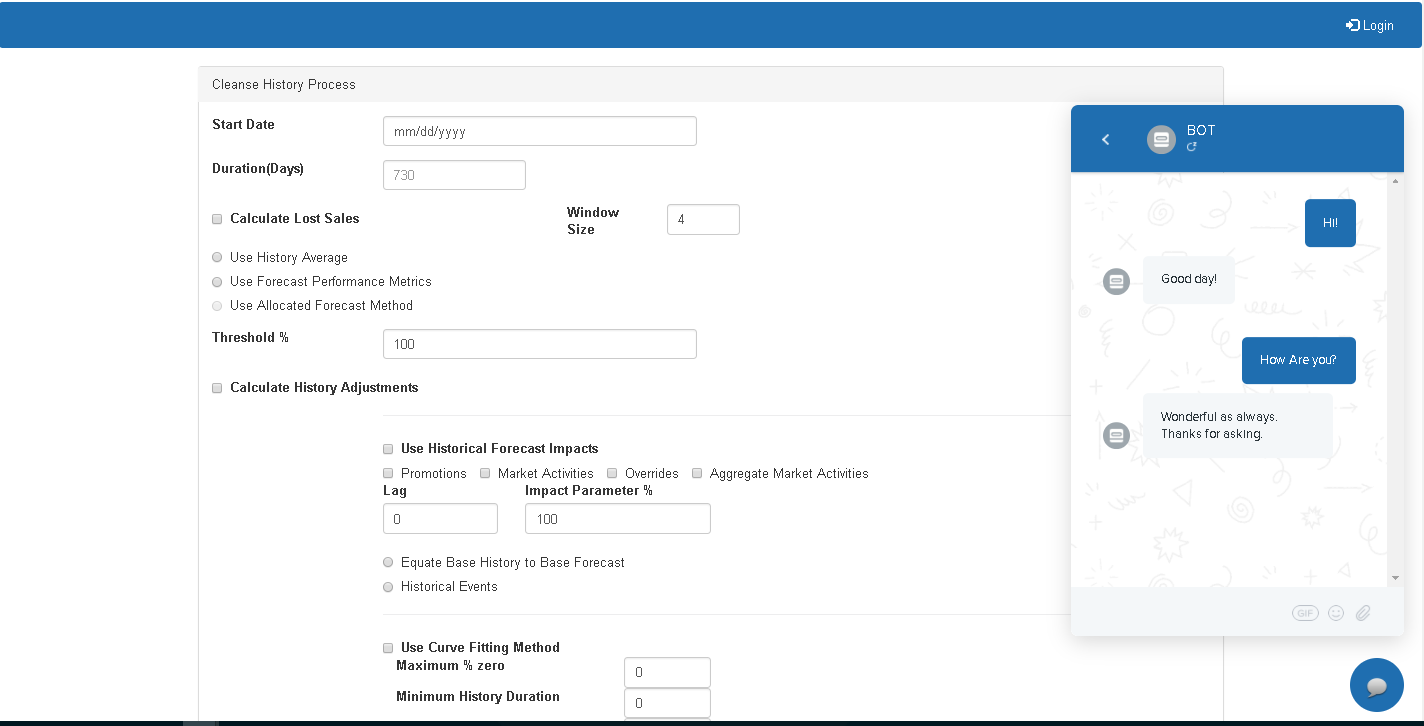 Login
Cleanse History Process
Start Date
mm/dd/yyyy
Duration(Days)
730
Calculate Lost Sales
Window
Size
4
Use History Average
Use Forecast Performance Metrics
Use Allocated Forecast Method
Threshold %
100
Calculate History Adjustments
Use Historical Forecast Impacts
Promotions Market Activities Overrides Aggregate Market Activities
Lag Impact Parameter %
0 100
Equate Base History to Base Forecast
Historical Events
Use Curve Fitting Method
Maximum % zero
0
Minimum History Duration
0
BOT
Hi!
Good day!
How Are you?
Wonderful as always.
Thanks for asking.
GIF